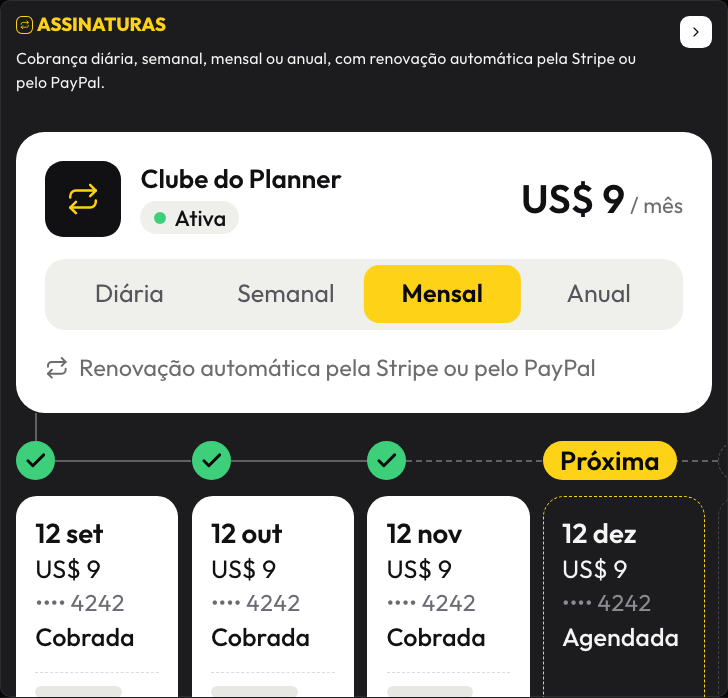 ASSINATURAS
Cobrança diária, semanal, mensal ou anual, com renovação automática pela Stripe ou
pelo PayPal.
Clube do Planner
Ativa
US$ 9 / mês
Diária Semanal Mensal Anual
Renovação automática pela Stripe ou pelo PayPal
Próxima
12 set 12 out 12 nov 12 dez
US$ 9 US$ 9 US$ 9 US$ 9
•••• 4242 •••• 4242 •••• 4242 •••• 4242
Cobrada Cobrada Cobrada Agendada